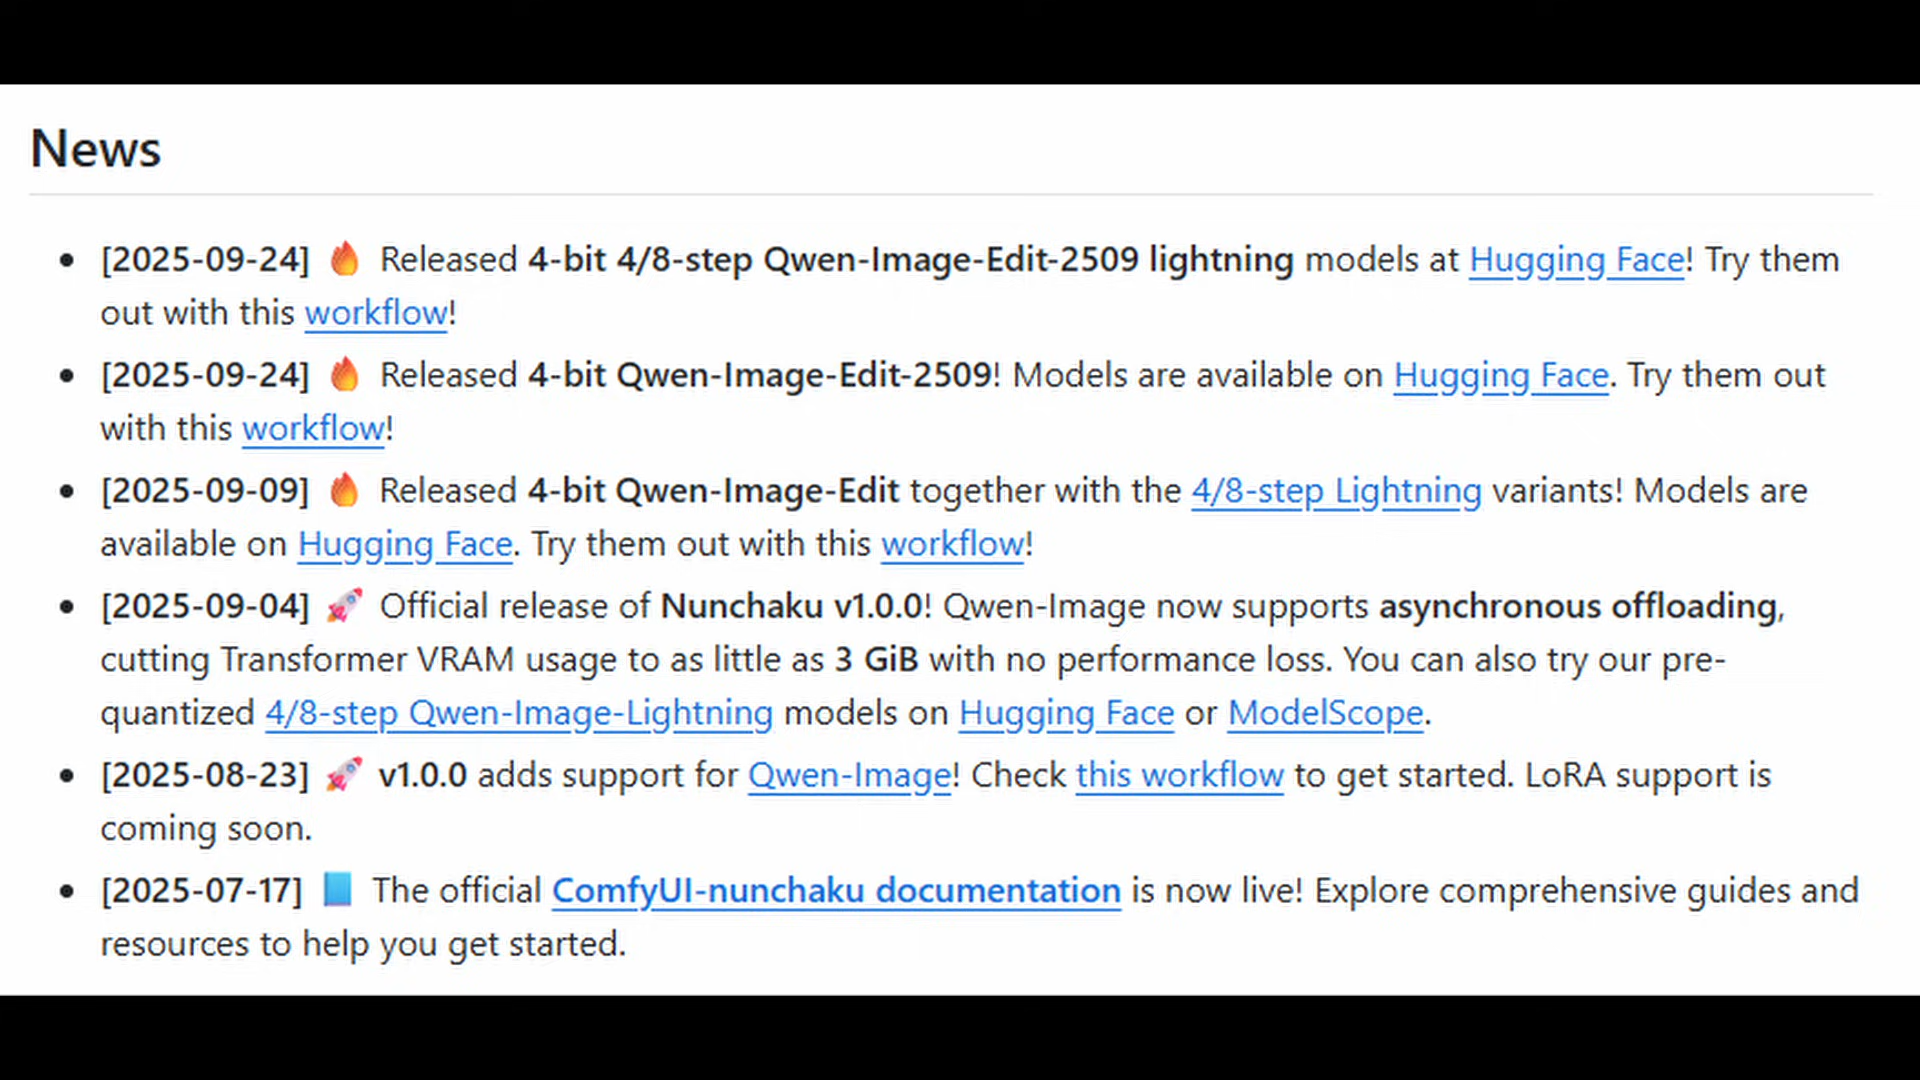 News
• [2025-09-24] 🔥 Released 4-bit 4/8-step Qwen-Image-Edit-2509 lightning models at Hugging Face! Try them
out with this workflow!
• [2025-09-24] 🔥 Released 4-bit Qwen-Image-Edit-2509! Models are available on Hugging Face. Try them out
with this workflow!
• [2025-09-09] 🔥 Released 4-bit Qwen-Image-Edit together with the 4/8-step Lightning variants! Models are
available on Hugging Face. Try them out with this workflow!
• [2025-09-04] 🚀 Official release of Nunchaku v1.0.0! Qwen-Image now supports asynchronous offloading,
cutting Transformer VRAM usage to as little as 3 GiB with no performance loss. You can also try our pre-
quantized 4/8-step Qwen-Image-Lightning models on Hugging Face or ModelScope.
• [2025-08-23] 🚀 v1.0.0 adds support for Qwen-Image! Check this workflow to get started. LoRA support is
coming soon.
• [2025-07-17] 📘 The official ComfyUI-nunchaku documentation is now live! Explore comprehensive guides and
resources to help you get started.